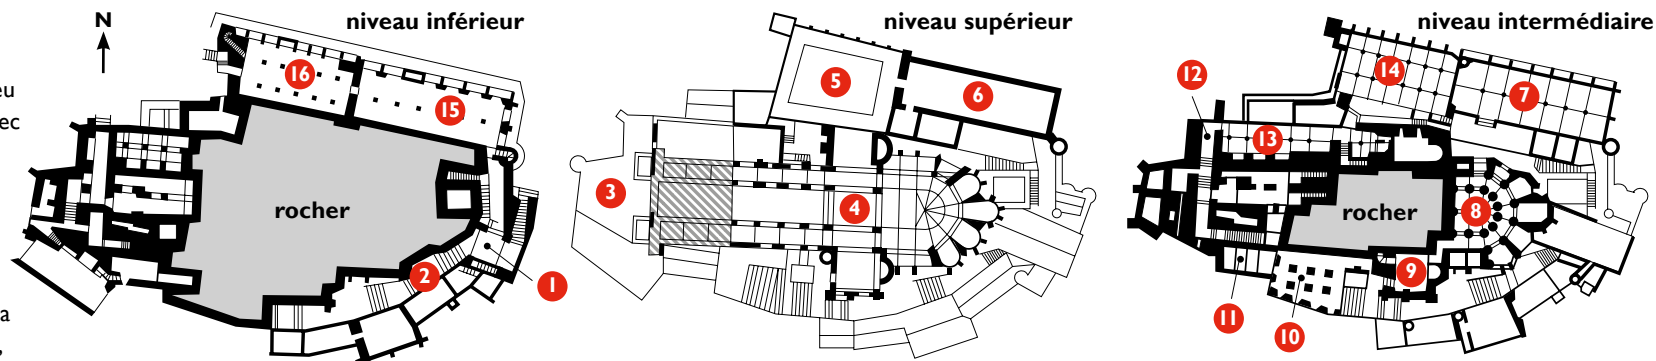 N
niveau inférieur
niveau supérieur
niveau intermédiaire
eu
ec
a
,
16
15
rocher
2
1
5
6
3
4
12
14
7
13
rocher
8
9
11
10